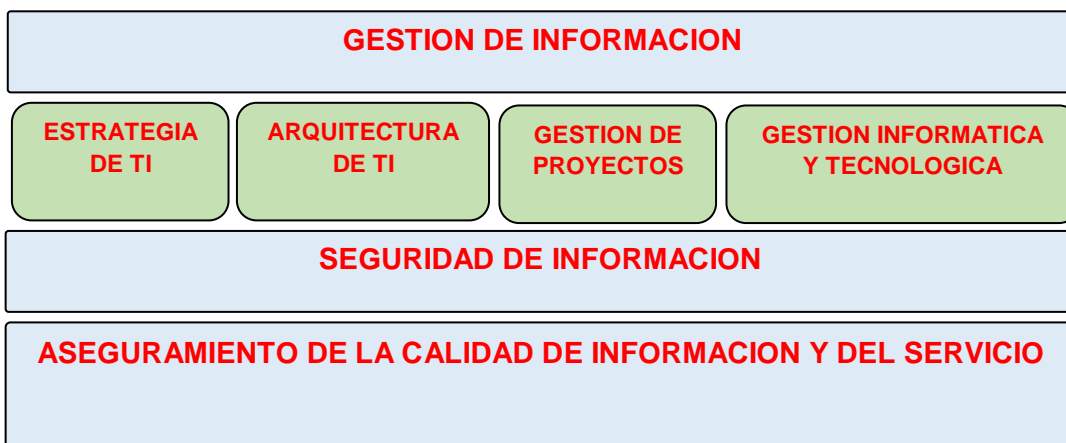 GESTION DE INFORMACION
ESTRATEGIA
DE TI
ARQUITECTURA
DE TI
GESTION DE
PROYECTOS
GESTION INFORMATICA
Y TECNOLOGICA
SEGURIDAD DE INFORMACION
ASEGURAMIENTO DE LA CALIDAD DE INFORMACION Y DEL SERVICIO